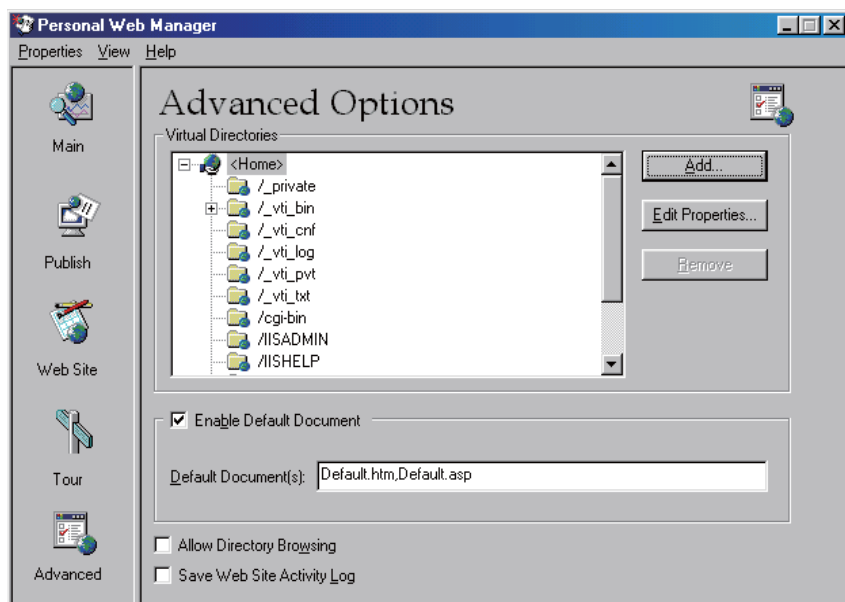 Personal Web Manager
Properties View Help
Main
Publish
Web Site
Tour
Advanced
Advanced Options
Virtual Directories
<Home>
/_private
/_vti_bin
/_vti_cnf
/_vti_log
/_vti_pvt
/_vti_txt
/cgi-bin
/IISADMIN
/IISHELP
Add...
Edit Properties...
Remove
Enable Default Document
Default Document(s): Default.htm,Default.asp
Allow Directory Browsing
Save Web Site Activity Log